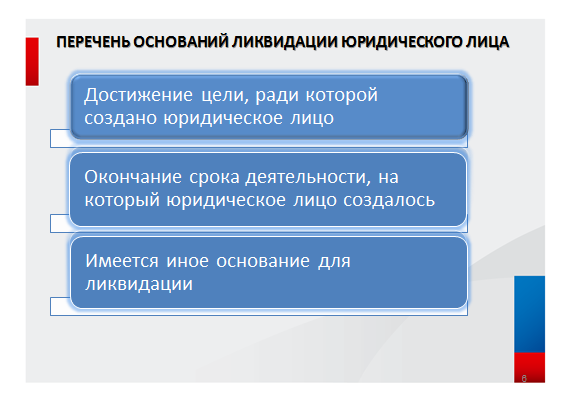 ПЕРЕЧЕНЬ ОСНОВАНИЙ ЛИКВИДАЦИИ ЮРИДИЧЕСКОГО ЛИЦА
Достижение цели, ради которой
создано юридическое лицо
Окончание срока деятельности, на
который юридическое лицо создалось
Имеется иное основание для
ликвидации
8